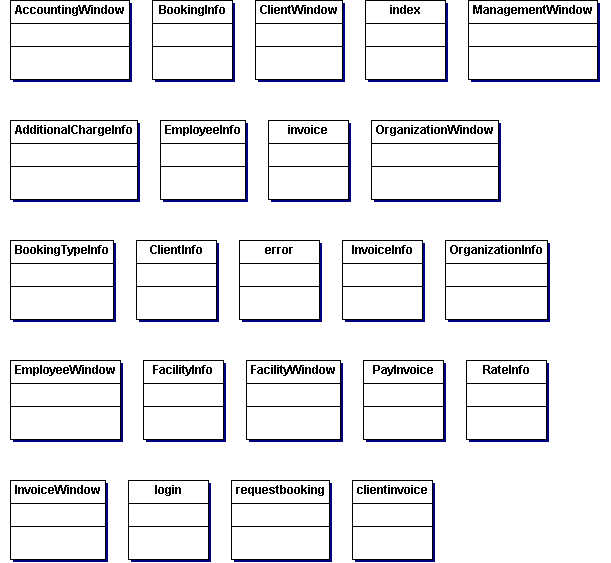 AccountingWindow BookingInfo ClientWindow index ManagementWindow
AdditionalChargeInfo EmployeeInfo invoice OrganizationWindow
BookingTypeInfo ClientInfo error InvoiceInfo OrganizationInfo
EmployeeWindow FacilityInfo FacilityWindow PayInvoice RateInfo
InvoiceWindow login requestbooking clientinvoice